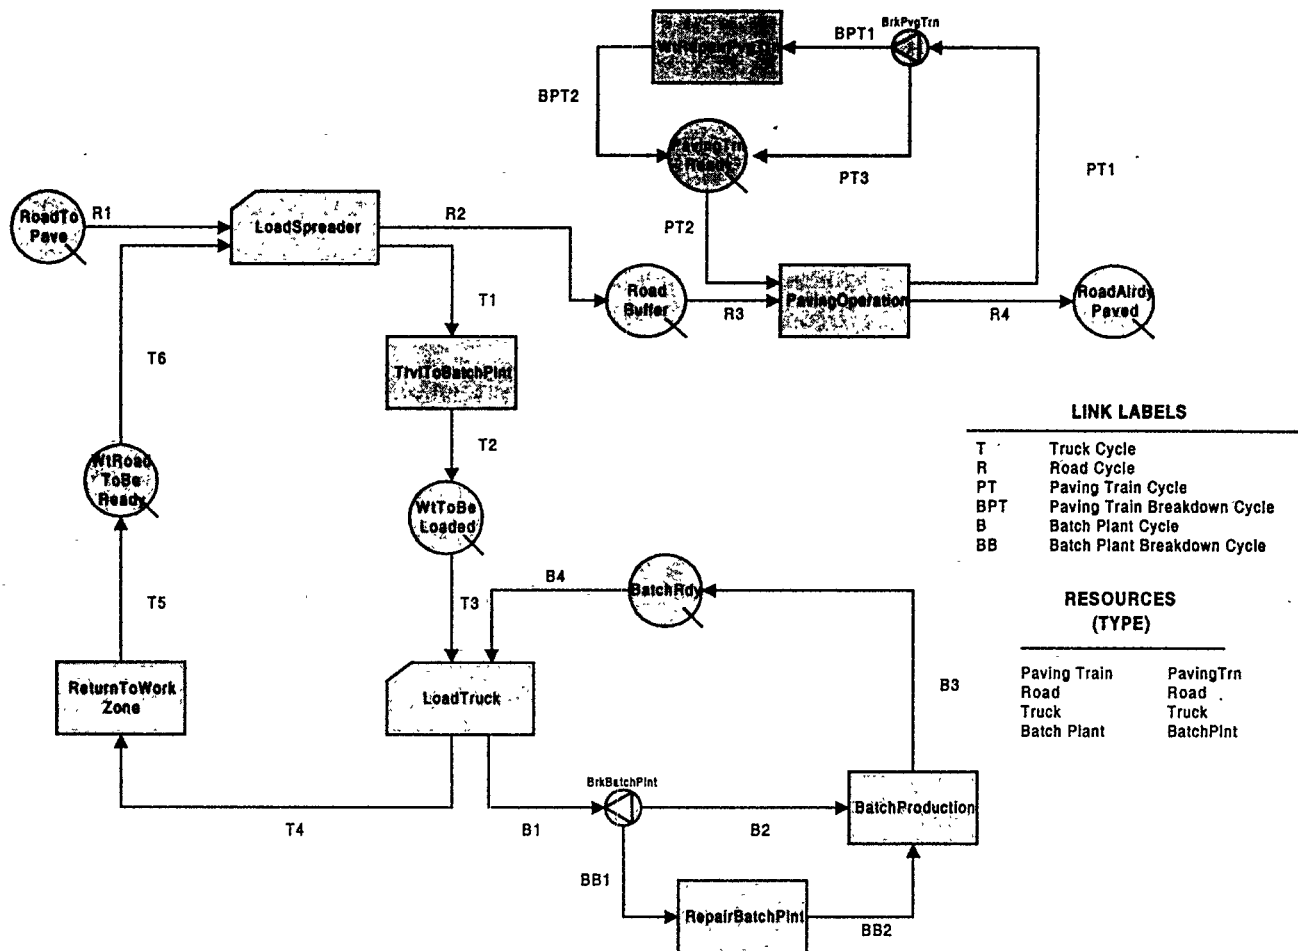 BrkPvgTrn
BPT1
WtRepairPvgTrn
BPT2
PavingTrn
Ready
PT3
PT1
RoadTo
Pave
R1
LoadSpreader
R2
PT2
Road
Buffer
R3
PavingOperation
R4
RoadAlrdy
Paved
T1
T6
TrvlToBatchPlnt
T2
WtRoad
ToBe
Ready
WtToBe
Loaded
LINK LABELS
T Truck Cycle
R Road Cycle
PT Paving Train Cycle
BPT Paving Train Breakdown Cycle
B Batch Plant Cycle
BB Batch Plant Breakdown Cycle
T5
T3
B4
BatchRdy
RESOURCES
(TYPE)
Paving Train PavingTrn
Road Road
Truck Truck
Batch Plant BatchPlnt
ReturnToWork
Zone
LoadTruck
B3
BrkBatchPlnt
T4
B1
B2
BatchProduction
BB1
RepairBatchPlnt
BB2